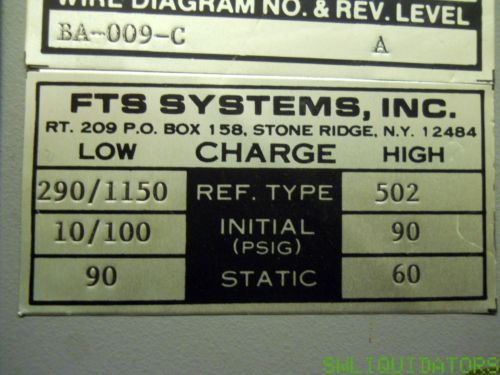 WIRE DIAGRAM NO. & REV. LEVEL
BA-009-C A
FTS SYSTEMS, INC.
RT. 209 P.O. BOX 158, STONE RIDGE, N.Y. 12484
LOW CHARGE HIGH
290/1150 REF. TYPE 502
10/100 INITIAL (PSIG) 90
90 STATIC 60
SWLIQUIDATORS